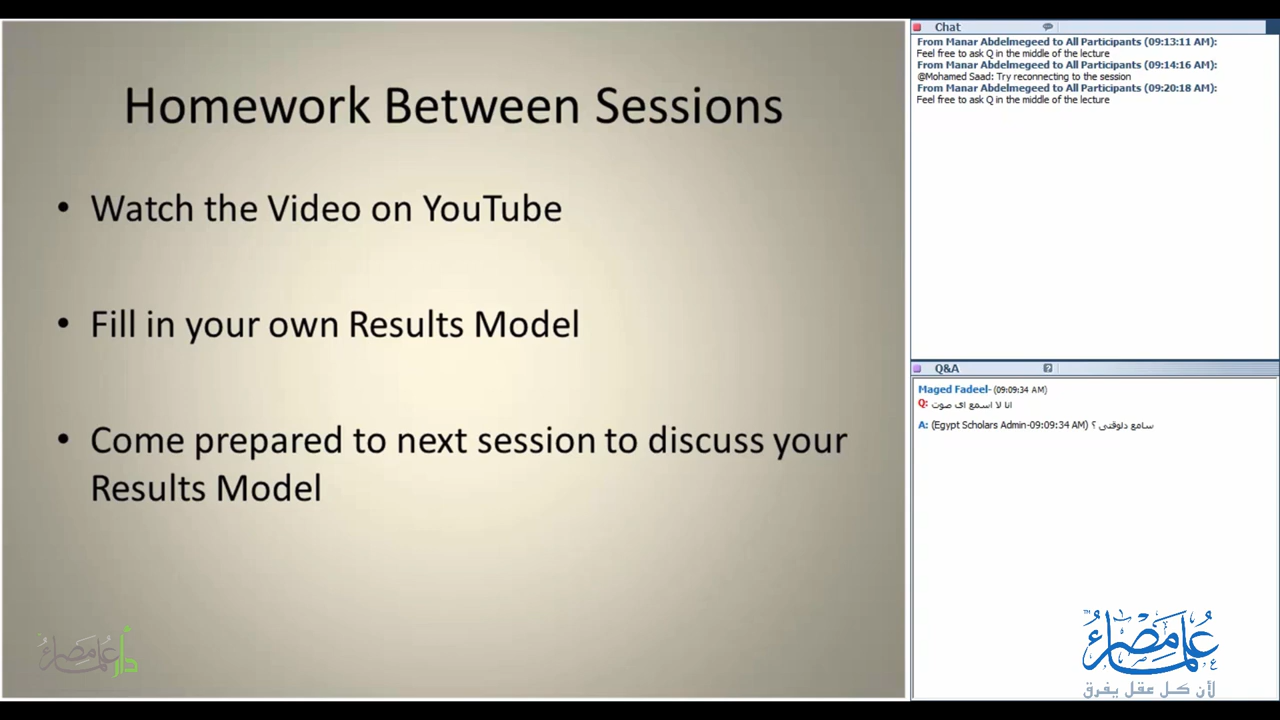 Homework Between Sessions
• Watch the Video on YouTube
• Fill in your own Results Model
• Come prepared to next session to discuss your
Results Model
دار علماء مصر
Chat
From Manar Abdelmegeed to All Participants (09:13:11 AM):
Feel free to ask Q in the middle of the lecture
From Manar Abdelmegeed to All Participants (09:14:16 AM):
@Mohamed Saad: Try reconnecting to the session
From Manar Abdelmegeed to All Participants (09:20:18 AM):
Feel free to ask Q in the middle of the lecture
Q&A
Maged Fadeel- (09:09:34 AM)
Q: انا لا اسمع اى صوت
A: (Egypt Scholars Admin-09:09:34 AM) سامع دلوقتى ؟
علماء مصر
لأن كل عقل يفرق